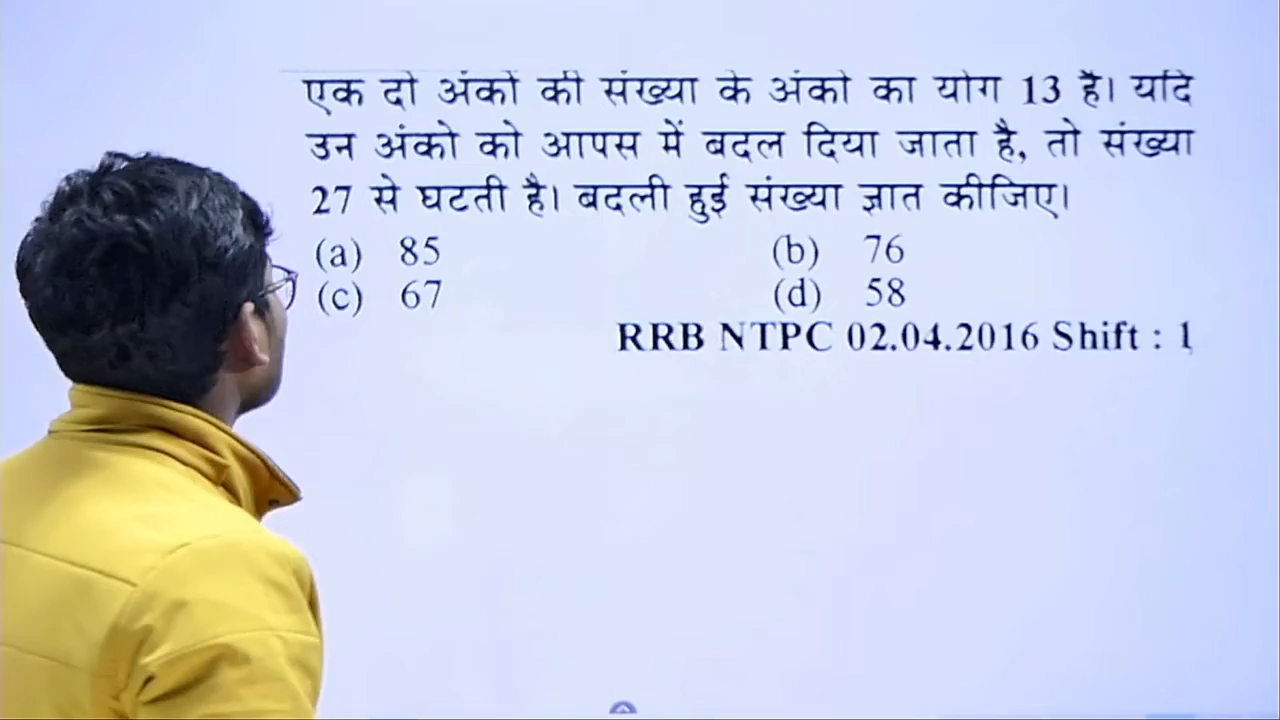 एक दो अंकों की संख्या के अंकों का योग 13 है। यदि
उन अंकों को आपस में बदल दिया जाता है, तो संख्या
27 से घटती है। बदली हुई संख्या ज्ञात कीजिए।
(a) 85 (b) 76
(c) 67 (d) 58
RRB NTPC 02.04.2016 Shift : 1